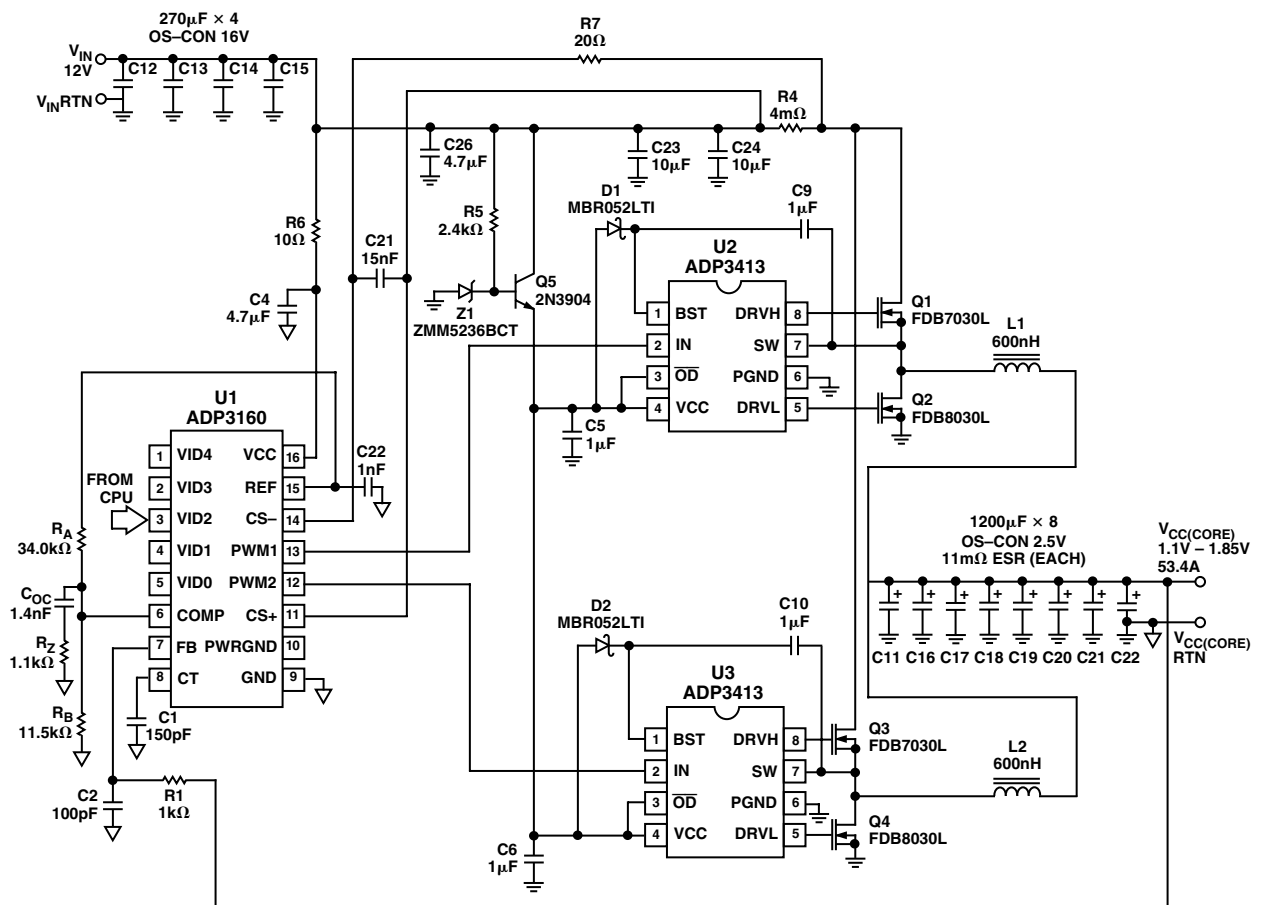 270μF × 4
OS–CON 16V
VIN
12V
VINRTN
C12
C13
C14
C15
R7
20Ω
R4
4mΩ
C26
4.7μF
C23
10μF
C24
10μF
R6
10Ω
C21
15nF
R5
2.4kΩ
Q5
2N3904
Z1
ZMM5236BCT
C4
4.7μF
D1
MBR052LTI
C9
1μF
U2
ADP3413
1
BST
2
IN
3
OD
4
VCC
DRVH
8
SW
7
PGND
6
DRVL
5
C5
1μF
Q1
FDB7030L
Q2
FDB8030L
L1
600nH
U1
ADP3160
1
VID4
2
VID3
3
VID2
4
VID1
5
VID0
6
COMP
7
FB
8
CT
VCC
16
REF
15
CS–
14
PWM1
13
PWM2
12
CS+
11
PWRGND
10
GND
9
FROM
CPU
C22
1nF
RA
34.0kΩ
COC
1.4nF
RZ
1.1kΩ
RB
11.5kΩ
C1
150pF
C2
100pF
R1
1kΩ
1200μF × 8
OS–CON 2.5V
11mΩ ESR (EACH)
VCC(CORE)
1.1V – 1.85V
53.4A
VCC(CORE)
RTN
+
+
+
+
+
+
+
+
C11
C16
C17
C18
C19
C20
C21
C22
D2
MBR052LTI
C10
1μF
U3
ADP3413
1
BST
2
IN
3
OD
4
VCC
DRVH
8
SW
7
PGND
6
DRVL
5
C6
1μF
Q3
FDB7030L
Q4
FDB8030L
L2
600nH